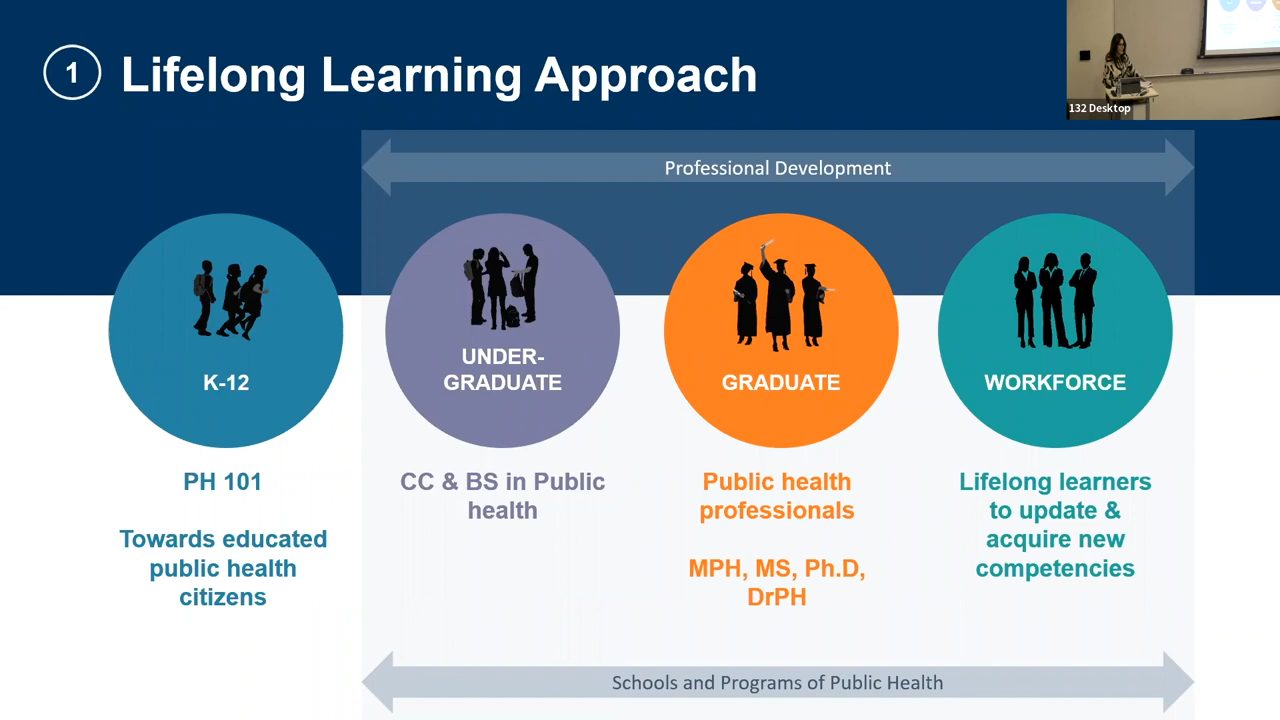 1 Lifelong Learning Approach
132 Desktop
Professional Development
K-12
UNDER-
GRADUATE
GRADUATE
WORKFORCE
PH 101
Towards educated
public health
citizens
CC & BS in Public
health
Public health
professionals
MPH, MS, Ph.D,
DrPH
Lifelong learners
to update &
acquire new
competencies
Schools and Programs of Public Health